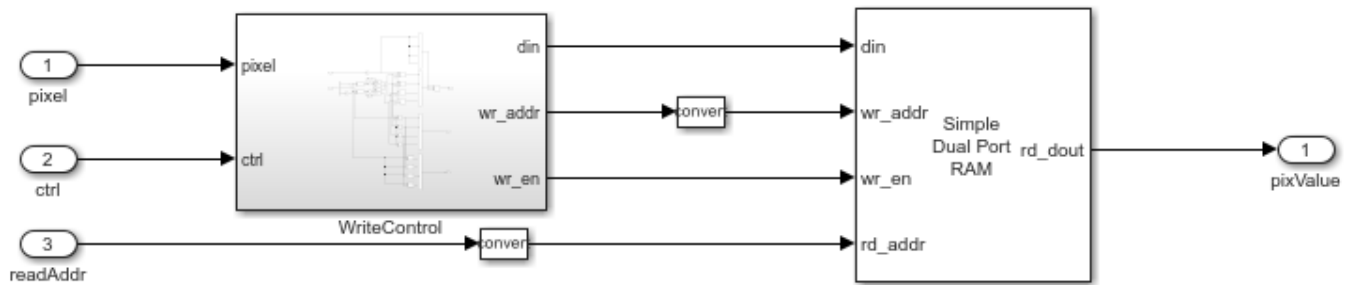 1
pixel
2
ctrl
3
readAddr
pixel
ctrl
din
wr_addr
wr_en
WriteControl
conver
conver
din
wr_addr
wr_en
rd_addr
Simple
Dual Port
RAM
rd_dout
1
pixValue